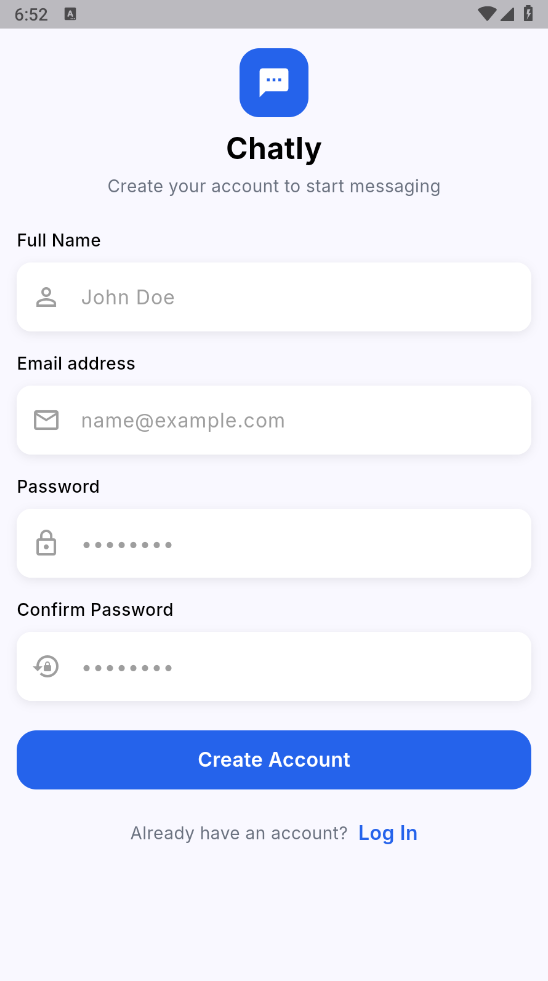 6:52
A
Chatly
Create your account to start messaging
Full Name
John Doe
Email address
name@example.com
Password
••••••••
Confirm Password
••••••••
Create Account
Already have an account? Log In